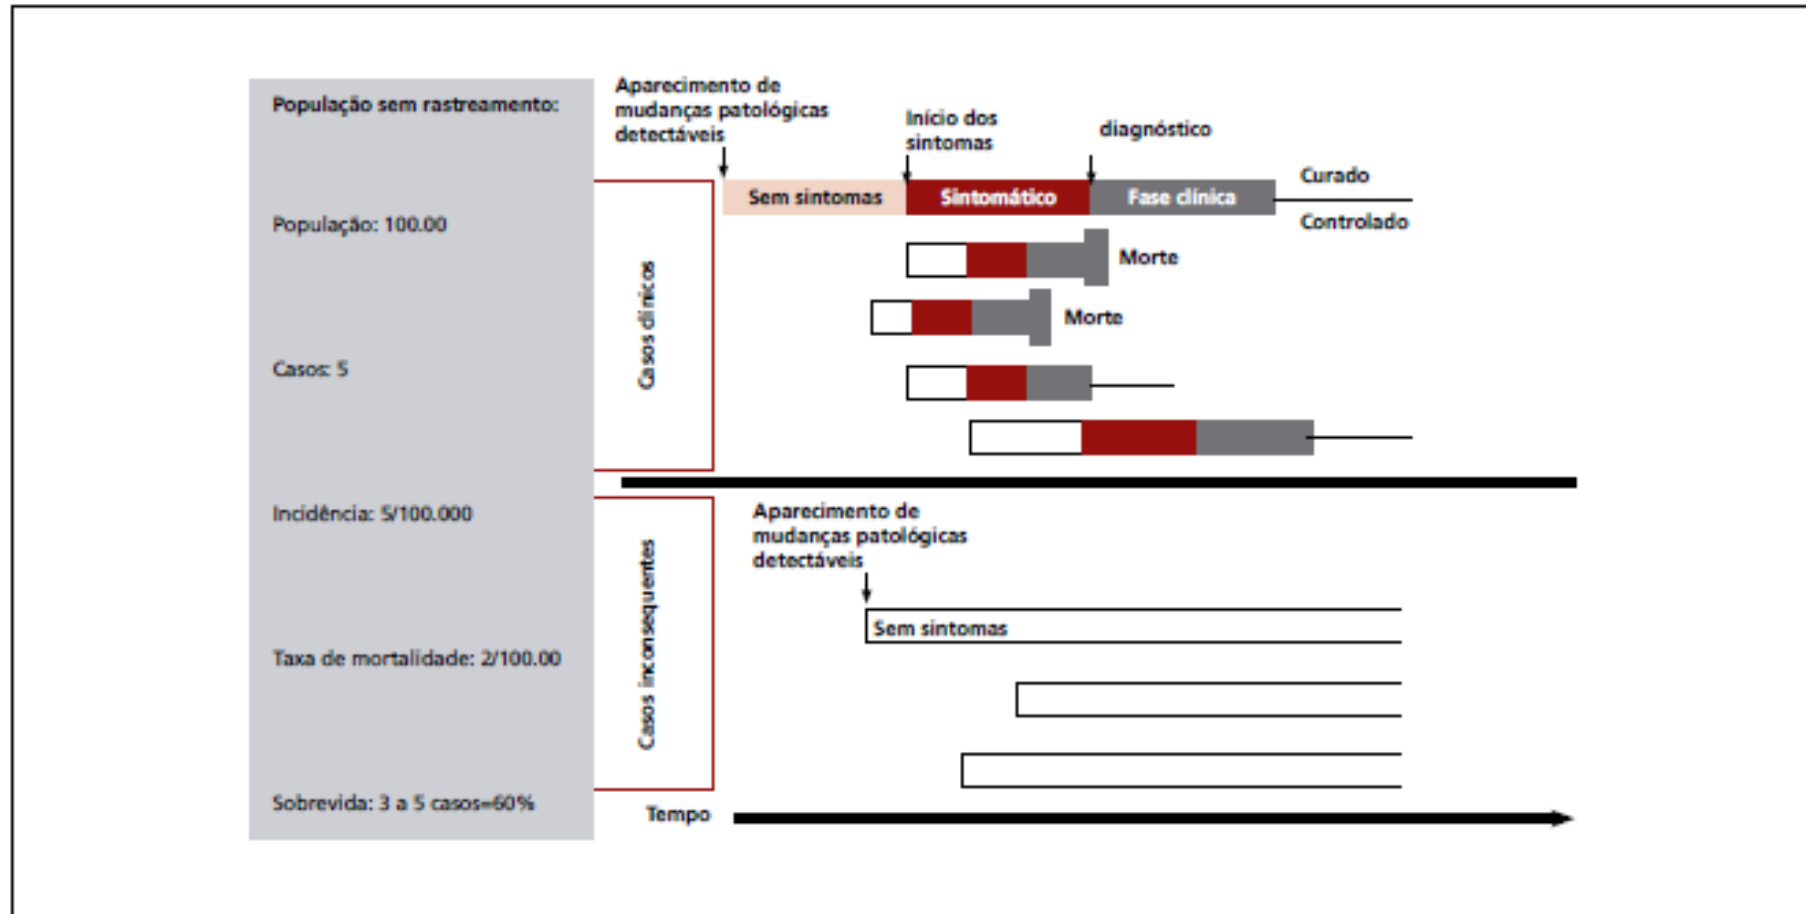 População sem rastreamento:
População: 100.00
Casos: 5
Incidência: 5/100.000
Taxa de mortalidade: 2/100.00
Sobrevida: 3 a 5 casos=60%
Casos clínicos
Aparecimento de
mudanças patológicas
detectáveis
Início dos
sintomas
diagnóstico
Sem sintomas
Sintomático
Fase clínica
Curado
Controlado
Morte
Morte
Casos inconsequentes
Aparecimento de
mudanças patológicas
detectáveis
Sem sintomas
Tempo